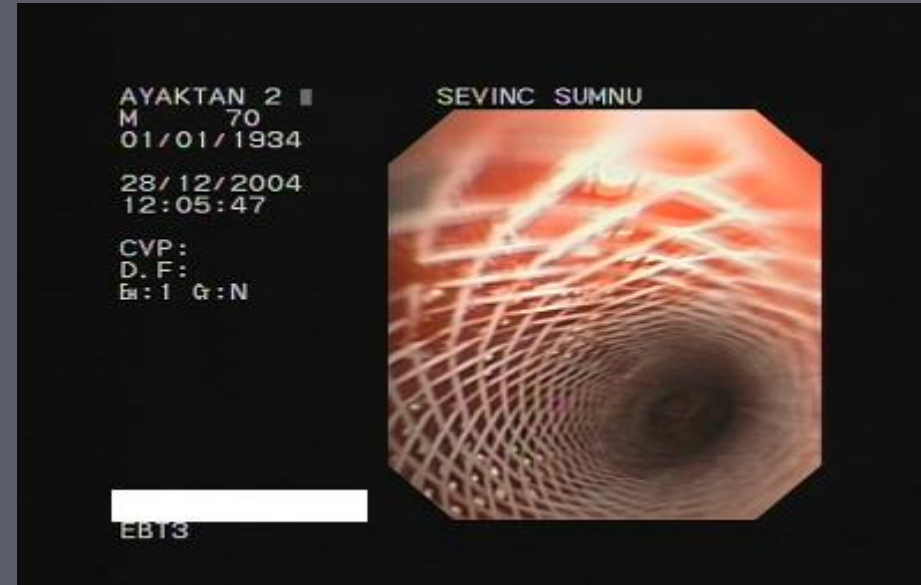 AYAKTAN 2
SEVINC SUMNU
M 70
01/01/1934
28/12/2004
12:05:47
CVP:
D.F:
Eh:1 Cr:N
EBT3